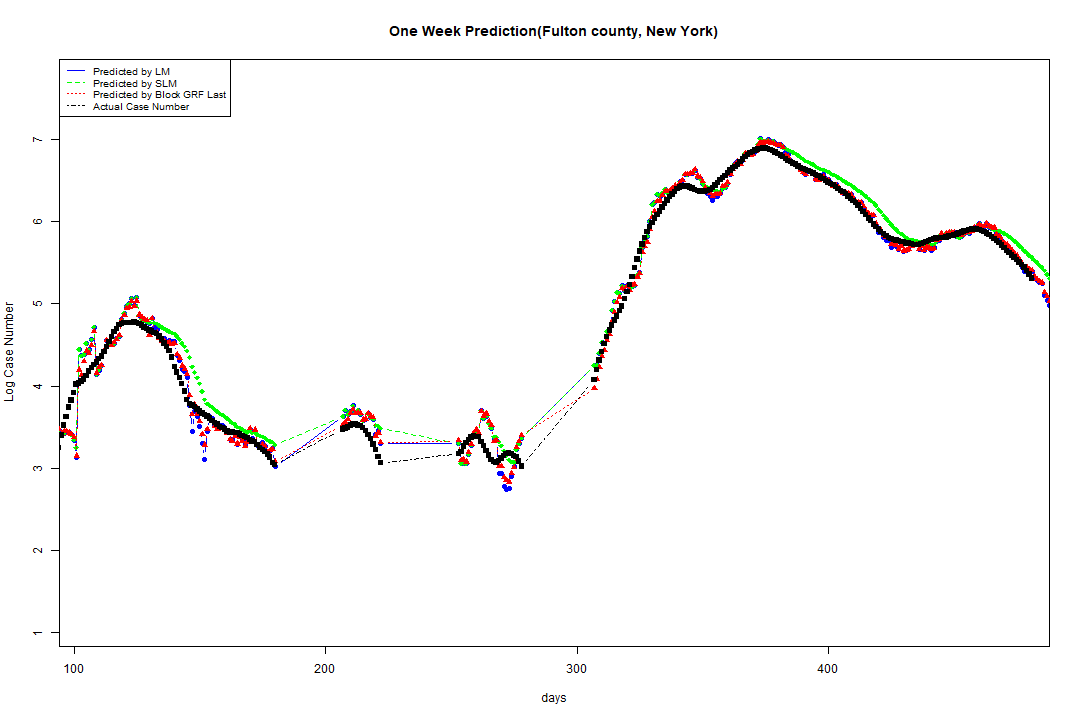 One Week Prediction(Fulton county, New York)
Predicted by LM
Predicted by SLM
Predicted by Block GRF Last
Actual Case Number
7
6
5
4
3
2
1
Log Case Number
100 200 300 400
days